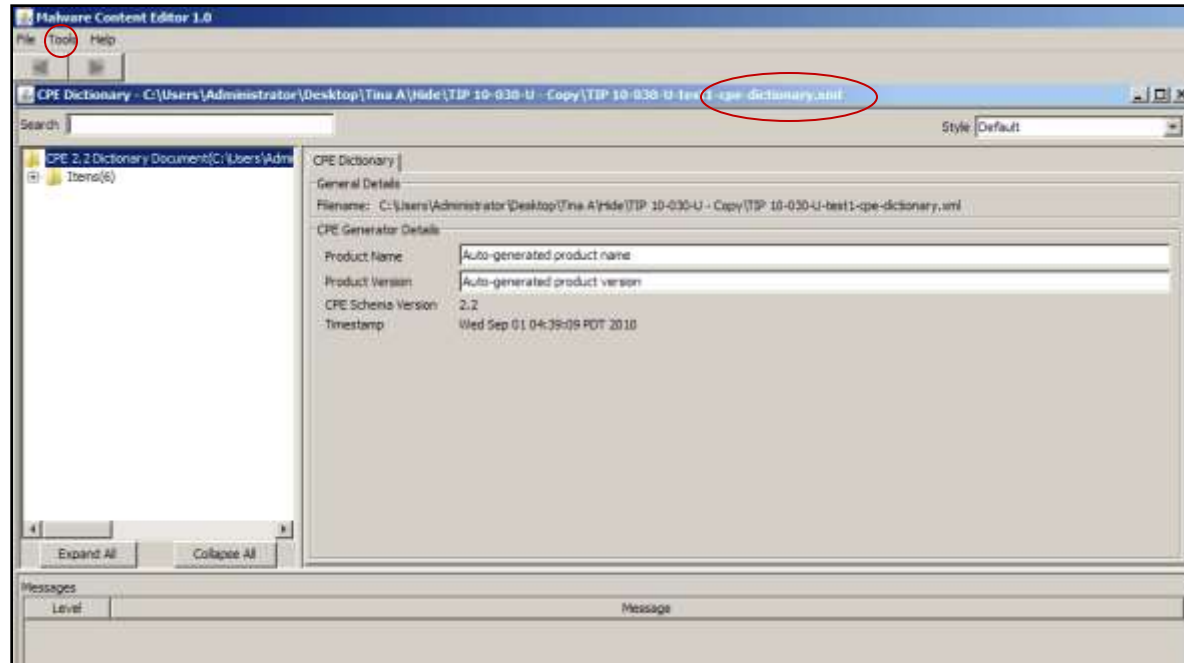 Malware Content Editor 1.0
File Tools Help
CPE Dictionary - C:\Users\Administrator\Desktop\Tina A\Hide\TIP 10-030-U - Copy\TIP 10-030-U-test1-cpe-dictionary.xml
Search
Style Default
CPE 2.2 Dictionary Document(C:\Users\Admi
Items(6)
CPE Dictionary
General Details
Filename: C:\Users\Administrator\Desktop\Tina A\Hide\TIP 10-030-U - Copy\TIP 10-030-U-test1-cpe-dictionary.xml
CPE Generator Details
Product Name Auto-generated product name
Product Version Auto-generated product version
CPE Schema Version 2.2
Timestamp Wed Sep 01 04:39:09 PDT 2010
Expand All Collapse All
Messages
Level Message